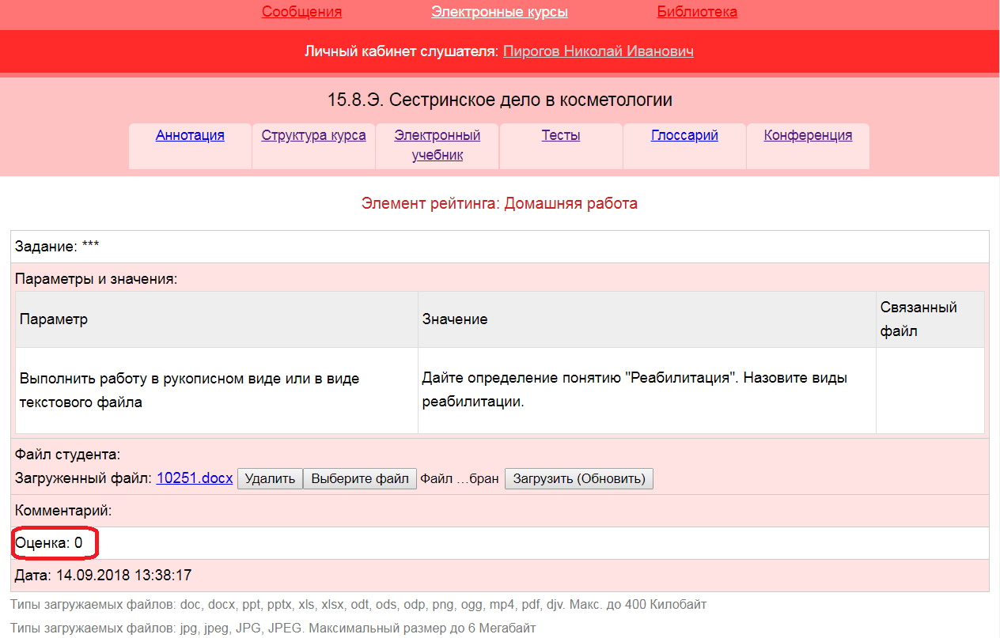 Сообщения Электронные курсы Библиотека
Личный кабинет слушателя: Пирогов Николай Иванович
15.8.Э. Сестринское дело в косметологии
Аннотация Структура курса Электронный учебник Тесты Глоссарий Конференция
Элемент рейтинга: Домашняя работа
Задание: ***
Параметры и значения:
Параметр Значение Связанный файл
Выполнить работу в рукописном виде или в виде
текстового файла
Дайте определение понятию "Реабилитация". Назовите виды
реабилитации.
Файл студента:
Загруженный файл: 10251.docx Удалить Выберите файл Файл ...бран Загрузить (Обновить)
Комментарий:
Оценка: 0
Дата: 14.09.2018 13:38:17
Типы загружаемых файлов: doc, docx, ppt, pptx, xls, xlsx, odt, ods, odp, png, ogg, mp4, pdf, djv. Макс. до 400 Килобайт
Типы загружаемых файлов: jpg, jpeg, JPG, JPEG. Максимальный размер до 6 Мегабайт